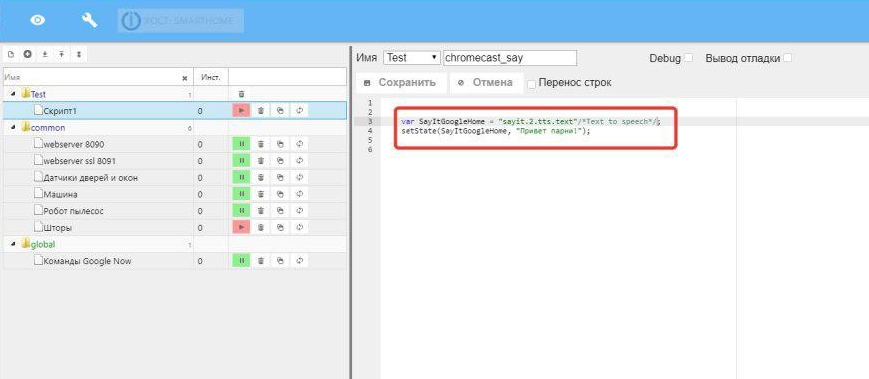 ХОСТ: SMARTHOME
Имя Test chromecast_say Debug Вывод отладки
Сохранить Отмена Перенос строк
Имя Инст.
Test 1
Скрипт1 0
common 6
webserver 8090 0
webserver ssl 8091 0
Датчики дверей и окон 0
Машина 0
Робот пылесос 0
Шторы 0
global 1
Команды Google Now 0
1
2
3 var SayItGoogleHome = "sayit.2.tts.text"/*Text to speech*/;
4 setState(SayItGoogleHome, "Привет парни!");
5
6